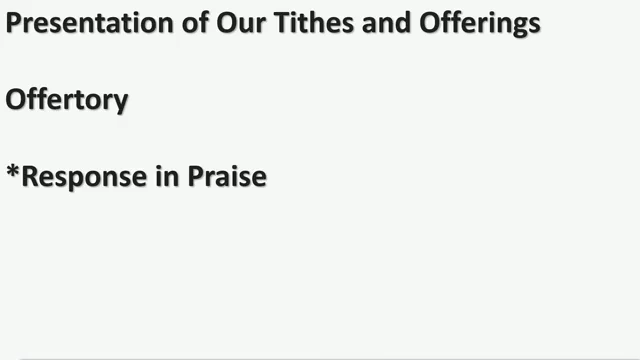 Presentation of Our Tithes and Offerings
Offertory
*Response in Praise